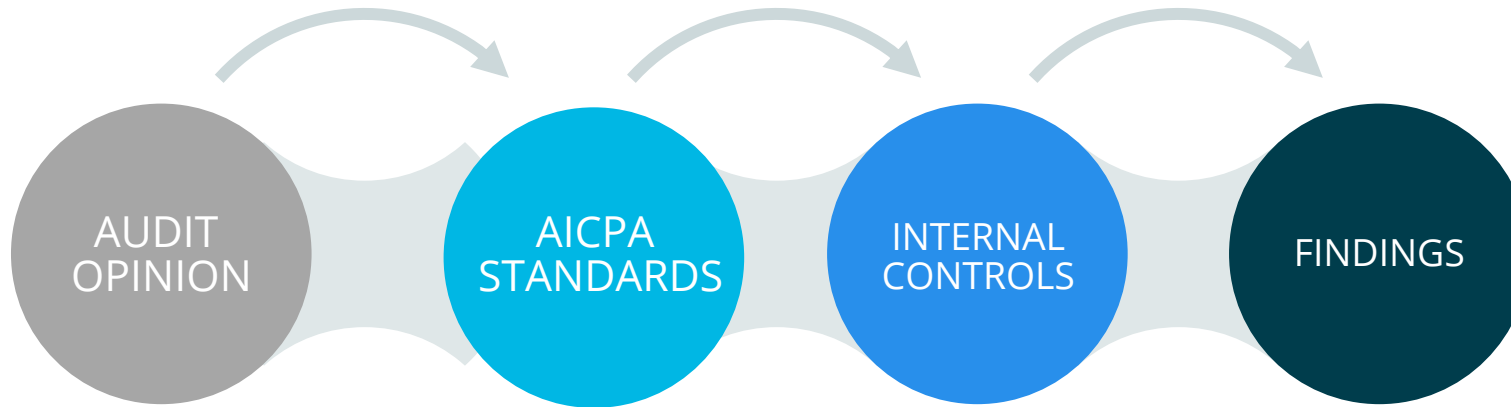 AUDIT
OPINION
AICPA
STANDARDS
INTERNAL
CONTROLS
FINDINGS